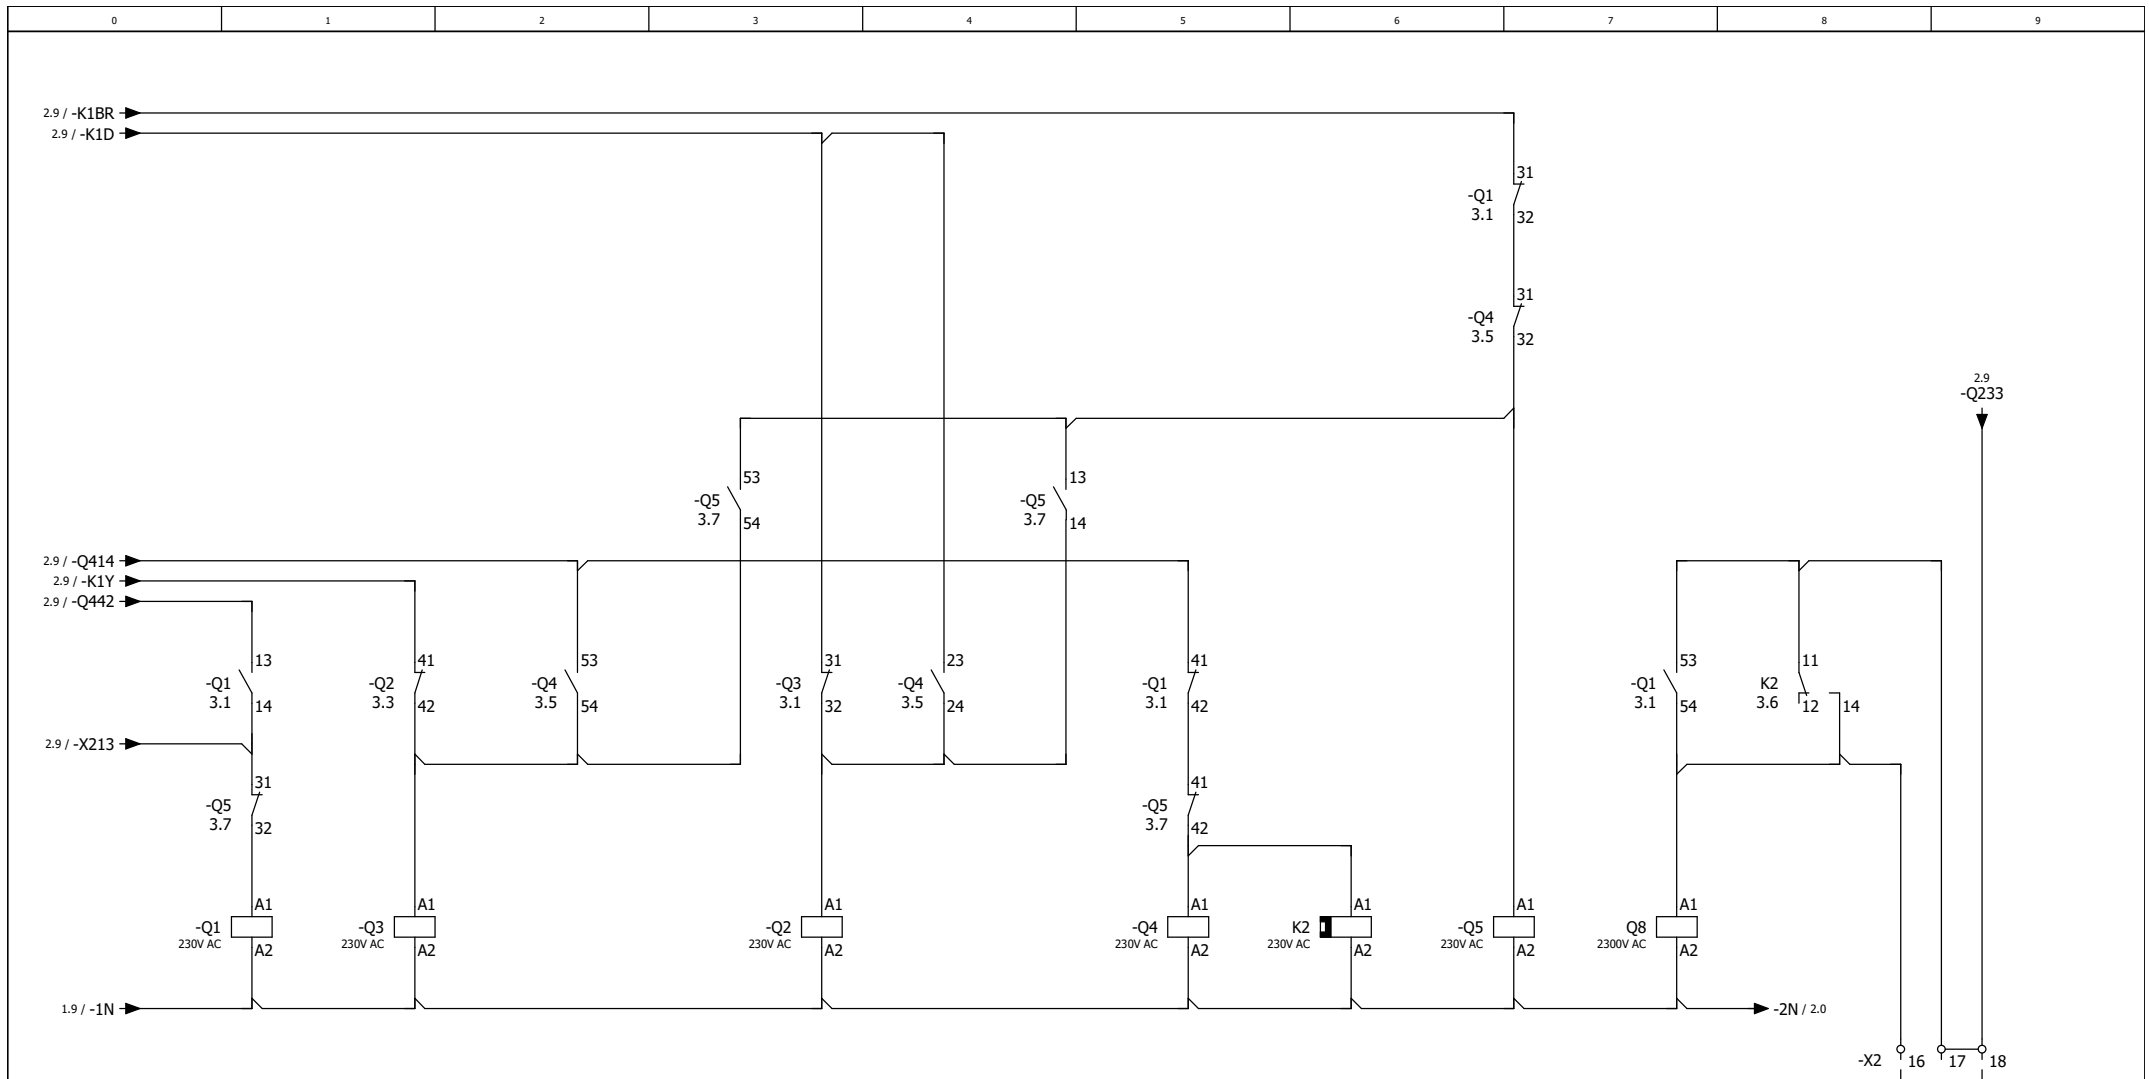 0 1 2 3 4 5 6 7 8 9
2.9 / -K1BR
2.9 / -K1D
31
-Q1
3.1 32
31
-Q4
3.5 32
2.9
-Q233
53 13
-Q5 -Q5
3.7 54 3.7 14
2.9 / -Q414
2.9 / -K1Y
2.9 / -Q442
13 41 53 31 23 41 53 11
-Q1 -Q2 -Q4 -Q3 -Q4 -Q1 -Q1 K2
3.1 14 3.3 42 3.5 54 3.1 32 3.5 24 3.1 42 3.1 54 3.6 12 14
2.9 / -X213
31 41
-Q5 -Q5
3.7 32 3.7 42
A1 A1 A1 A1 A1 A1 A1
-Q1 -Q3 -Q2 -Q4 K2 -Q5 Q8
230V AC 230V AC 230V AC 230V AC 230V AC 230V AC 2300V AC
A2 A2 A2 A2 A2 A2 A2
1.9 / -1N -2N / 2.0
-X2 16 17 18